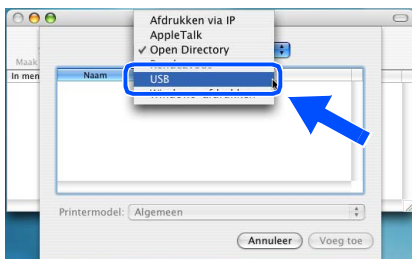 Afdrukken via IP
AppleTalk
✓ Open Directory
USB
Maak
In men
Naam
Printermodel: Algemeen
Annuleer Voeg toe